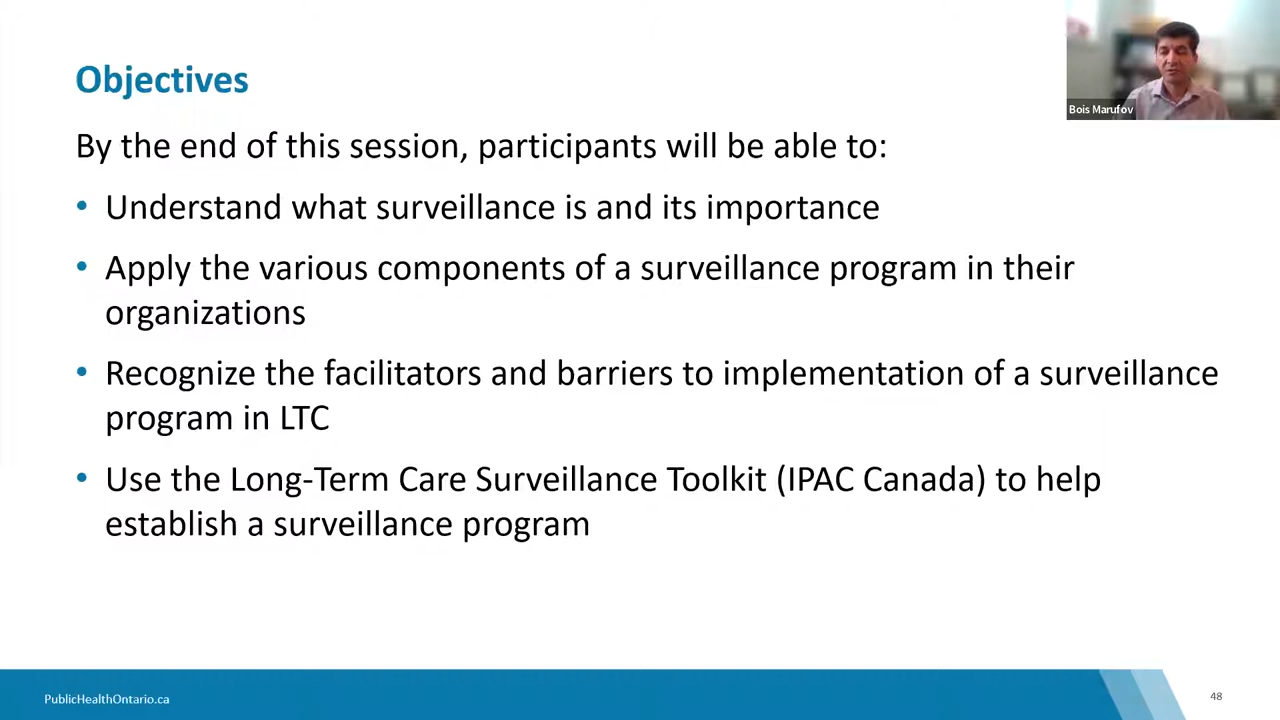 Objectives
Bois Marufov
By the end of this session, participants will be able to:
• Understand what surveillance is and its importance
• Apply the various components of a surveillance program in their
organizations
• Recognize the facilitators and barriers to implementation of a surveillance
program in LTC
• Use the Long-Term Care Surveillance Toolkit (IPAC Canada) to help
establish a surveillance program
PublicHealthOntario.ca
48